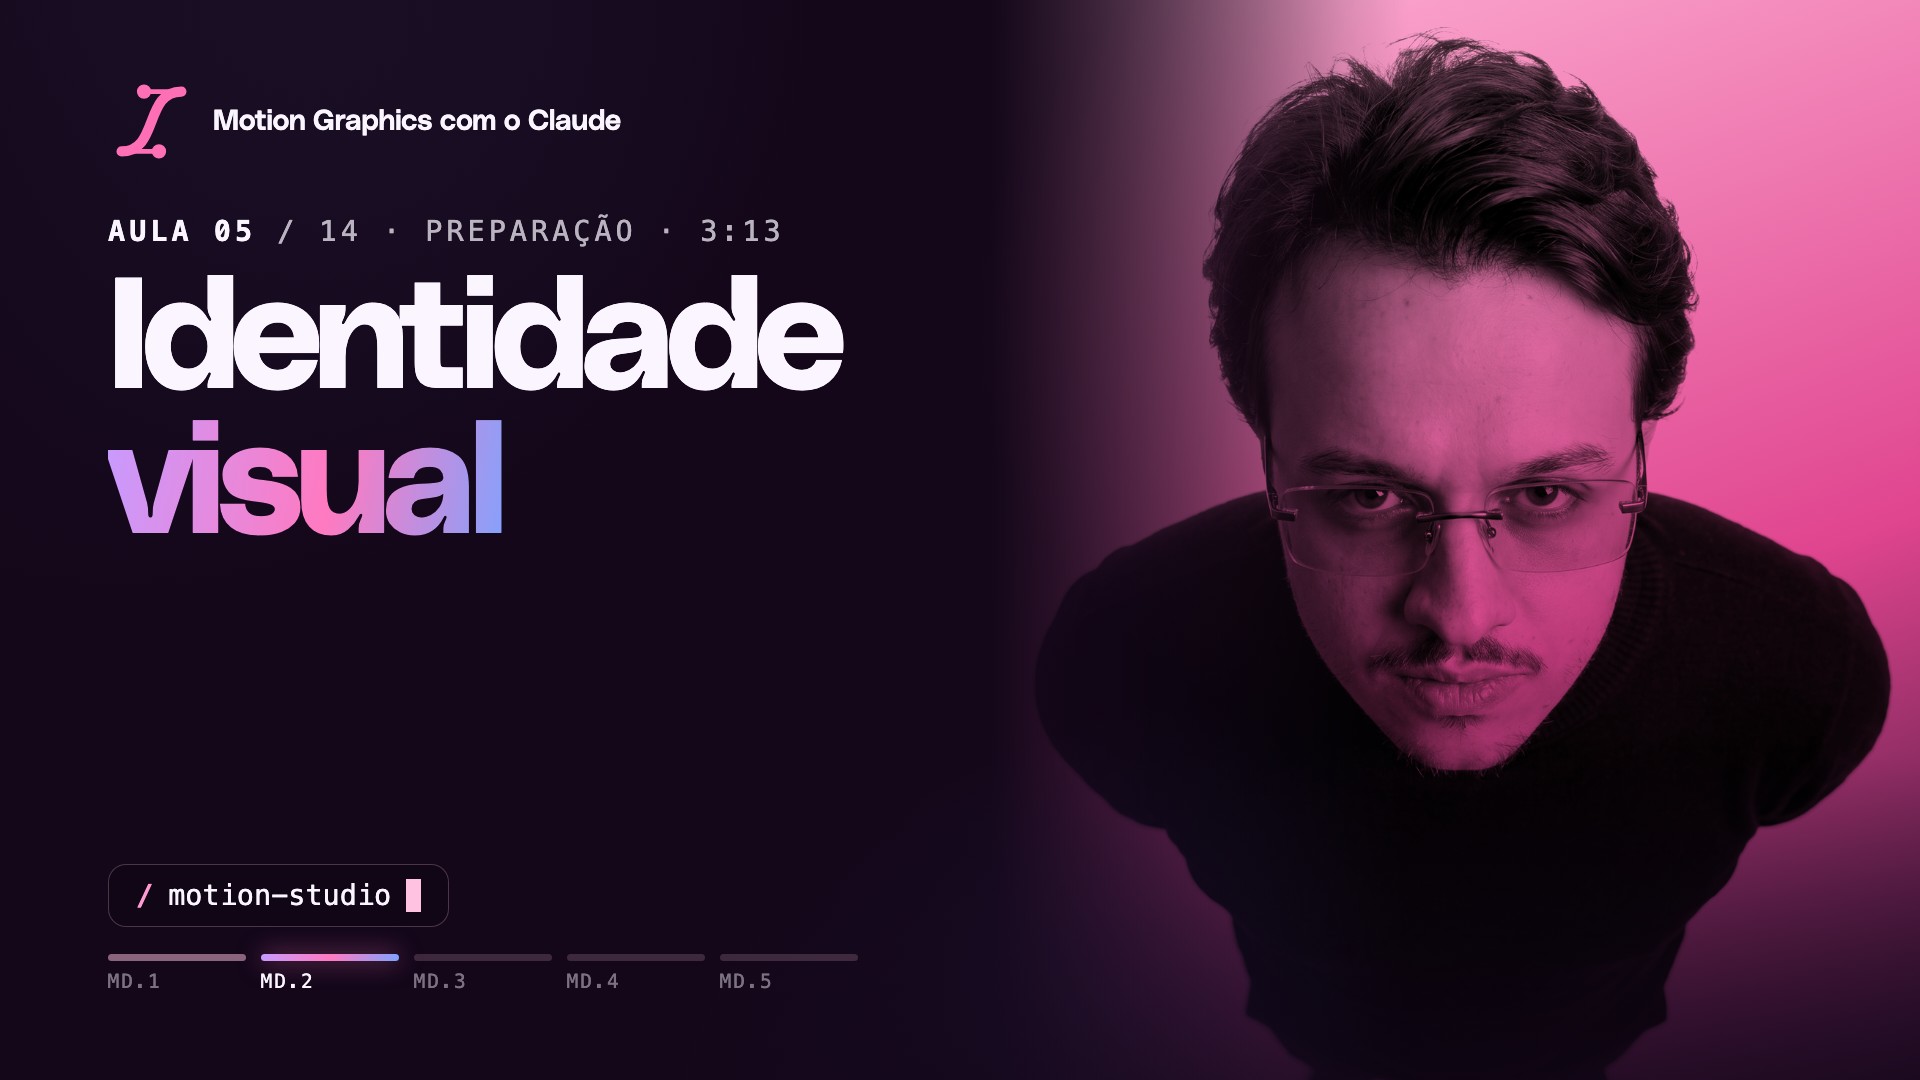 Motion Graphics com o Claude
AULA 05 / 14 · PREPARAÇÃO · 3:13
Identidade
visual
/ motion-studio
MD.1 MD.2 MD.3 MD.4 MD.5